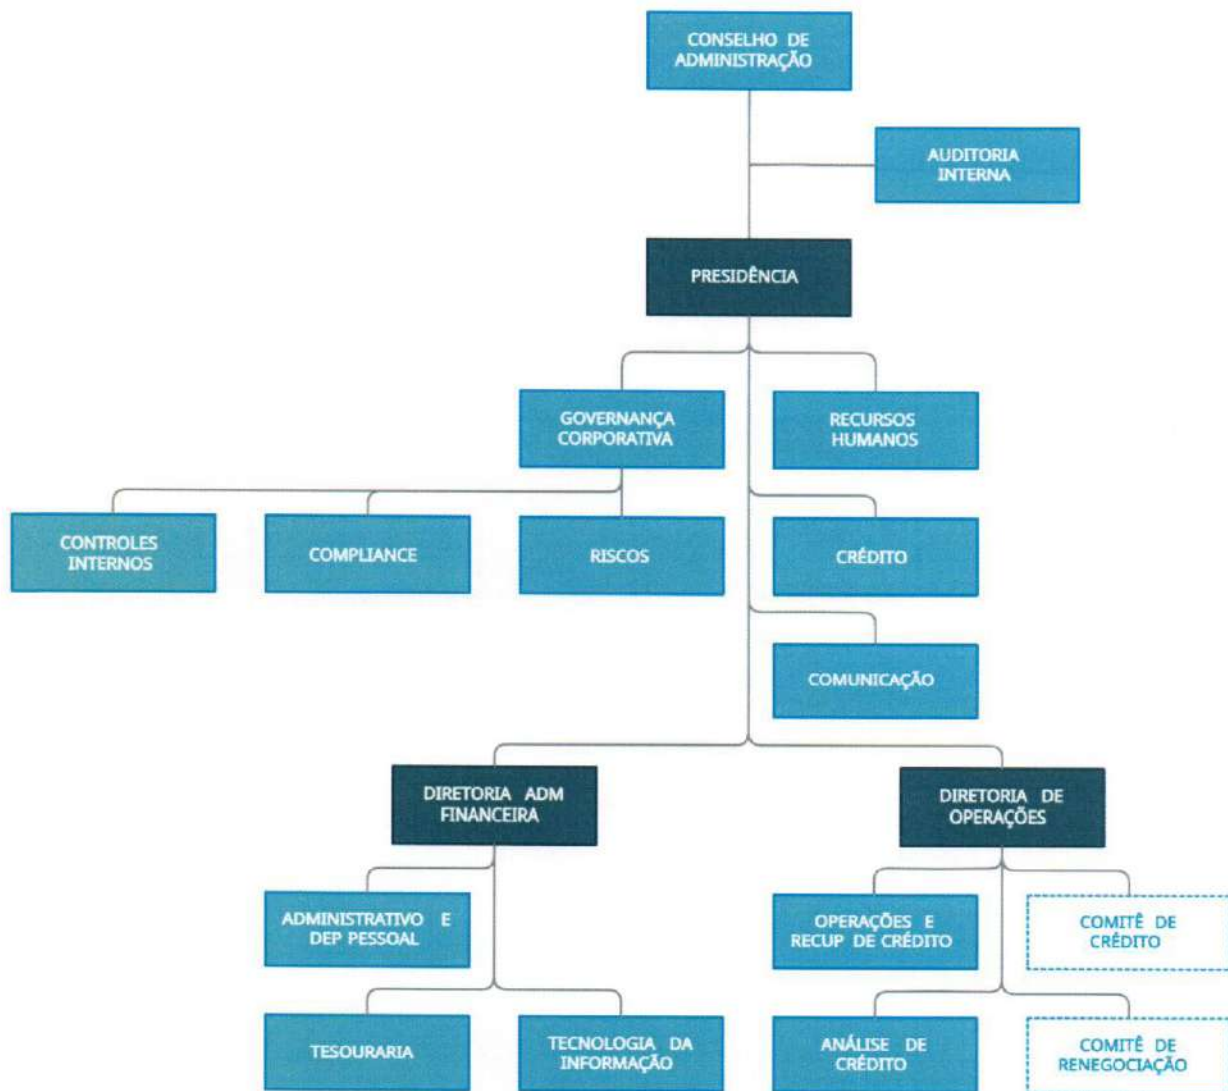 CONSELHO DE
ADMINISTRAÇÃO
AUDITORIA
INTERNA
PRESIDÊNCIA
GOVERNANÇA
CORPORATIVA
RECURSOS
HUMANOS
CONTROLES
INTERNOS
COMPLIANCE
RISCOS
CRÉDITO
COMUNICAÇÃO
DIRETORIA ADM
FINANCEIRA
DIRETORIA DE
OPERAÇÕES
ADMINISTRATIVO E
DEP PESSOAL
OPERAÇÕES E
RECUP DE CRÉDITO
COMITÊ DE
CRÉDITO
TESOURARIA
TECNOLOGIA DA
INFORMAÇÃO
ANÁLISE DE
CRÉDITO
COMITÊ DE
RENEGOCIAÇÃO